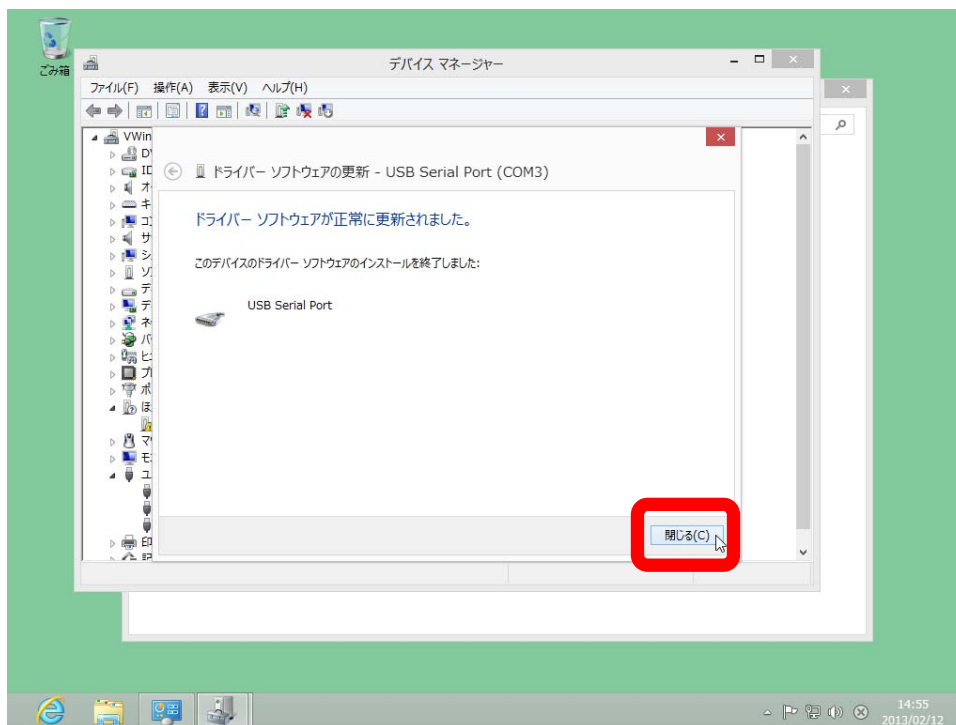 ごみ箱
デバイス マネージャー
ファイル(F) 操作(A) 表示(V) ヘルプ(H)
VWin
ドライバー ソフトウェアの更新 - USB Serial Port (COM3)
ドライバー ソフトウェアが正常に更新されました。
このデバイスのドライバー ソフトウェアのインストールを終了しました:
USB Serial Port
閉じる(C)
14:55
2013/02/12